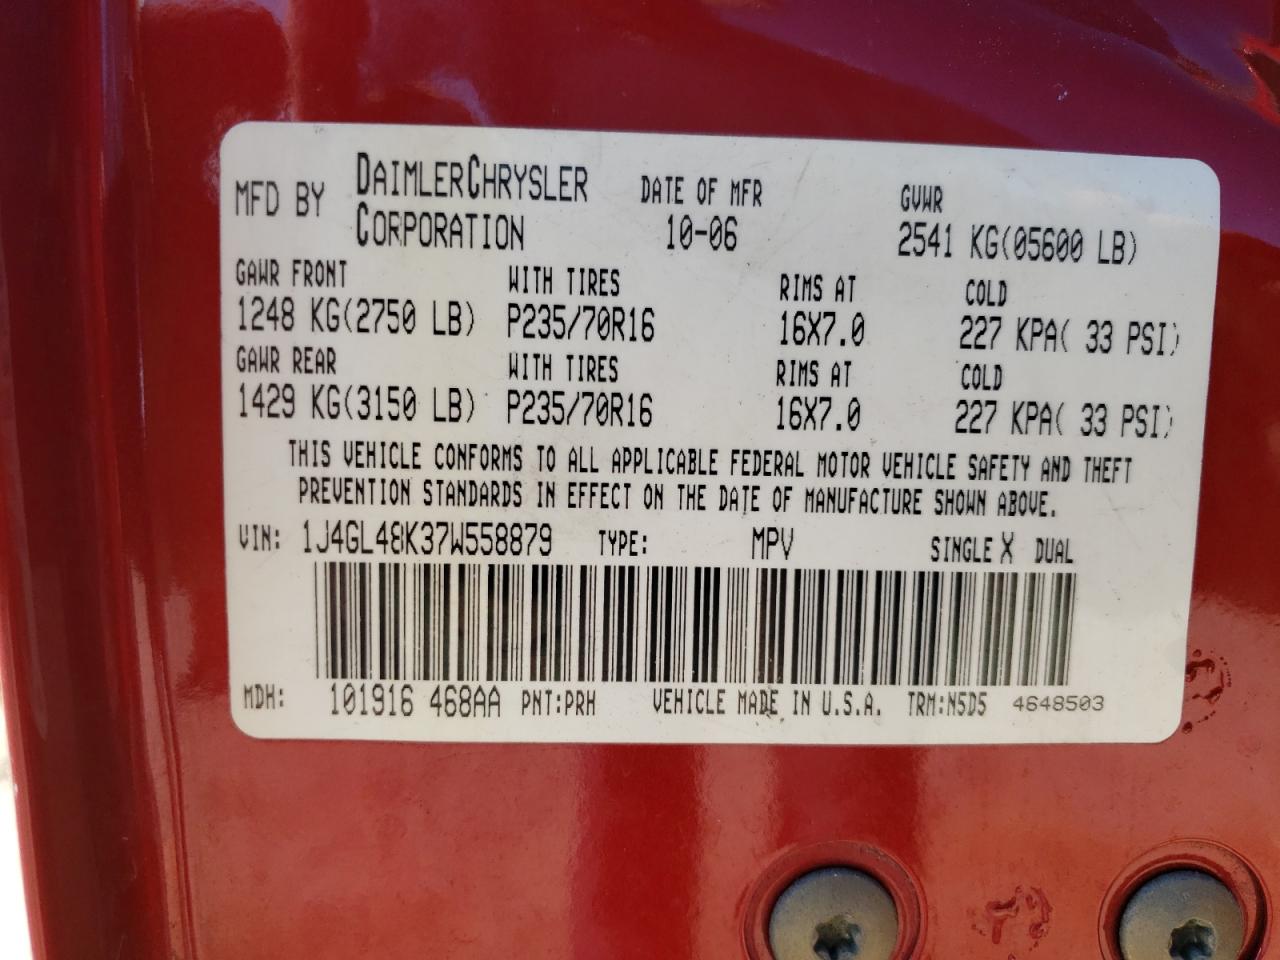 MFD BY DAIMLERCHRYSLER CORPORATION DATE OF MFR 10-06 GVWR 2541 KG(05600 LB)
GAWR FRONT WITH TIRES RIMS AT COLD
1248 KG(2750 LB) P235/70R16 16X7.0 227 KPA( 33 PSI)
GAWR REAR WITH TIRES RIMS AT COLD
1429 KG(3150 LB) P235/70R16 16X7.0 227 KPA( 33 PSI)
THIS VEHICLE CONFORMS TO ALL APPLICABLE FEDERAL MOTOR VEHICLE SAFETY AND THEFT
PREVENTION STANDARDS IN EFFECT ON THE DATE OF MANUFACTURE SHOWN ABOVE.
VIN: 1J4GL48K37W558879 TYPE: MPV SINGLE X DUAL
MDH: 101916 468AA PNT:PRH VEHICLE MADE IN U.S.A. TRM:N5D5 4648503